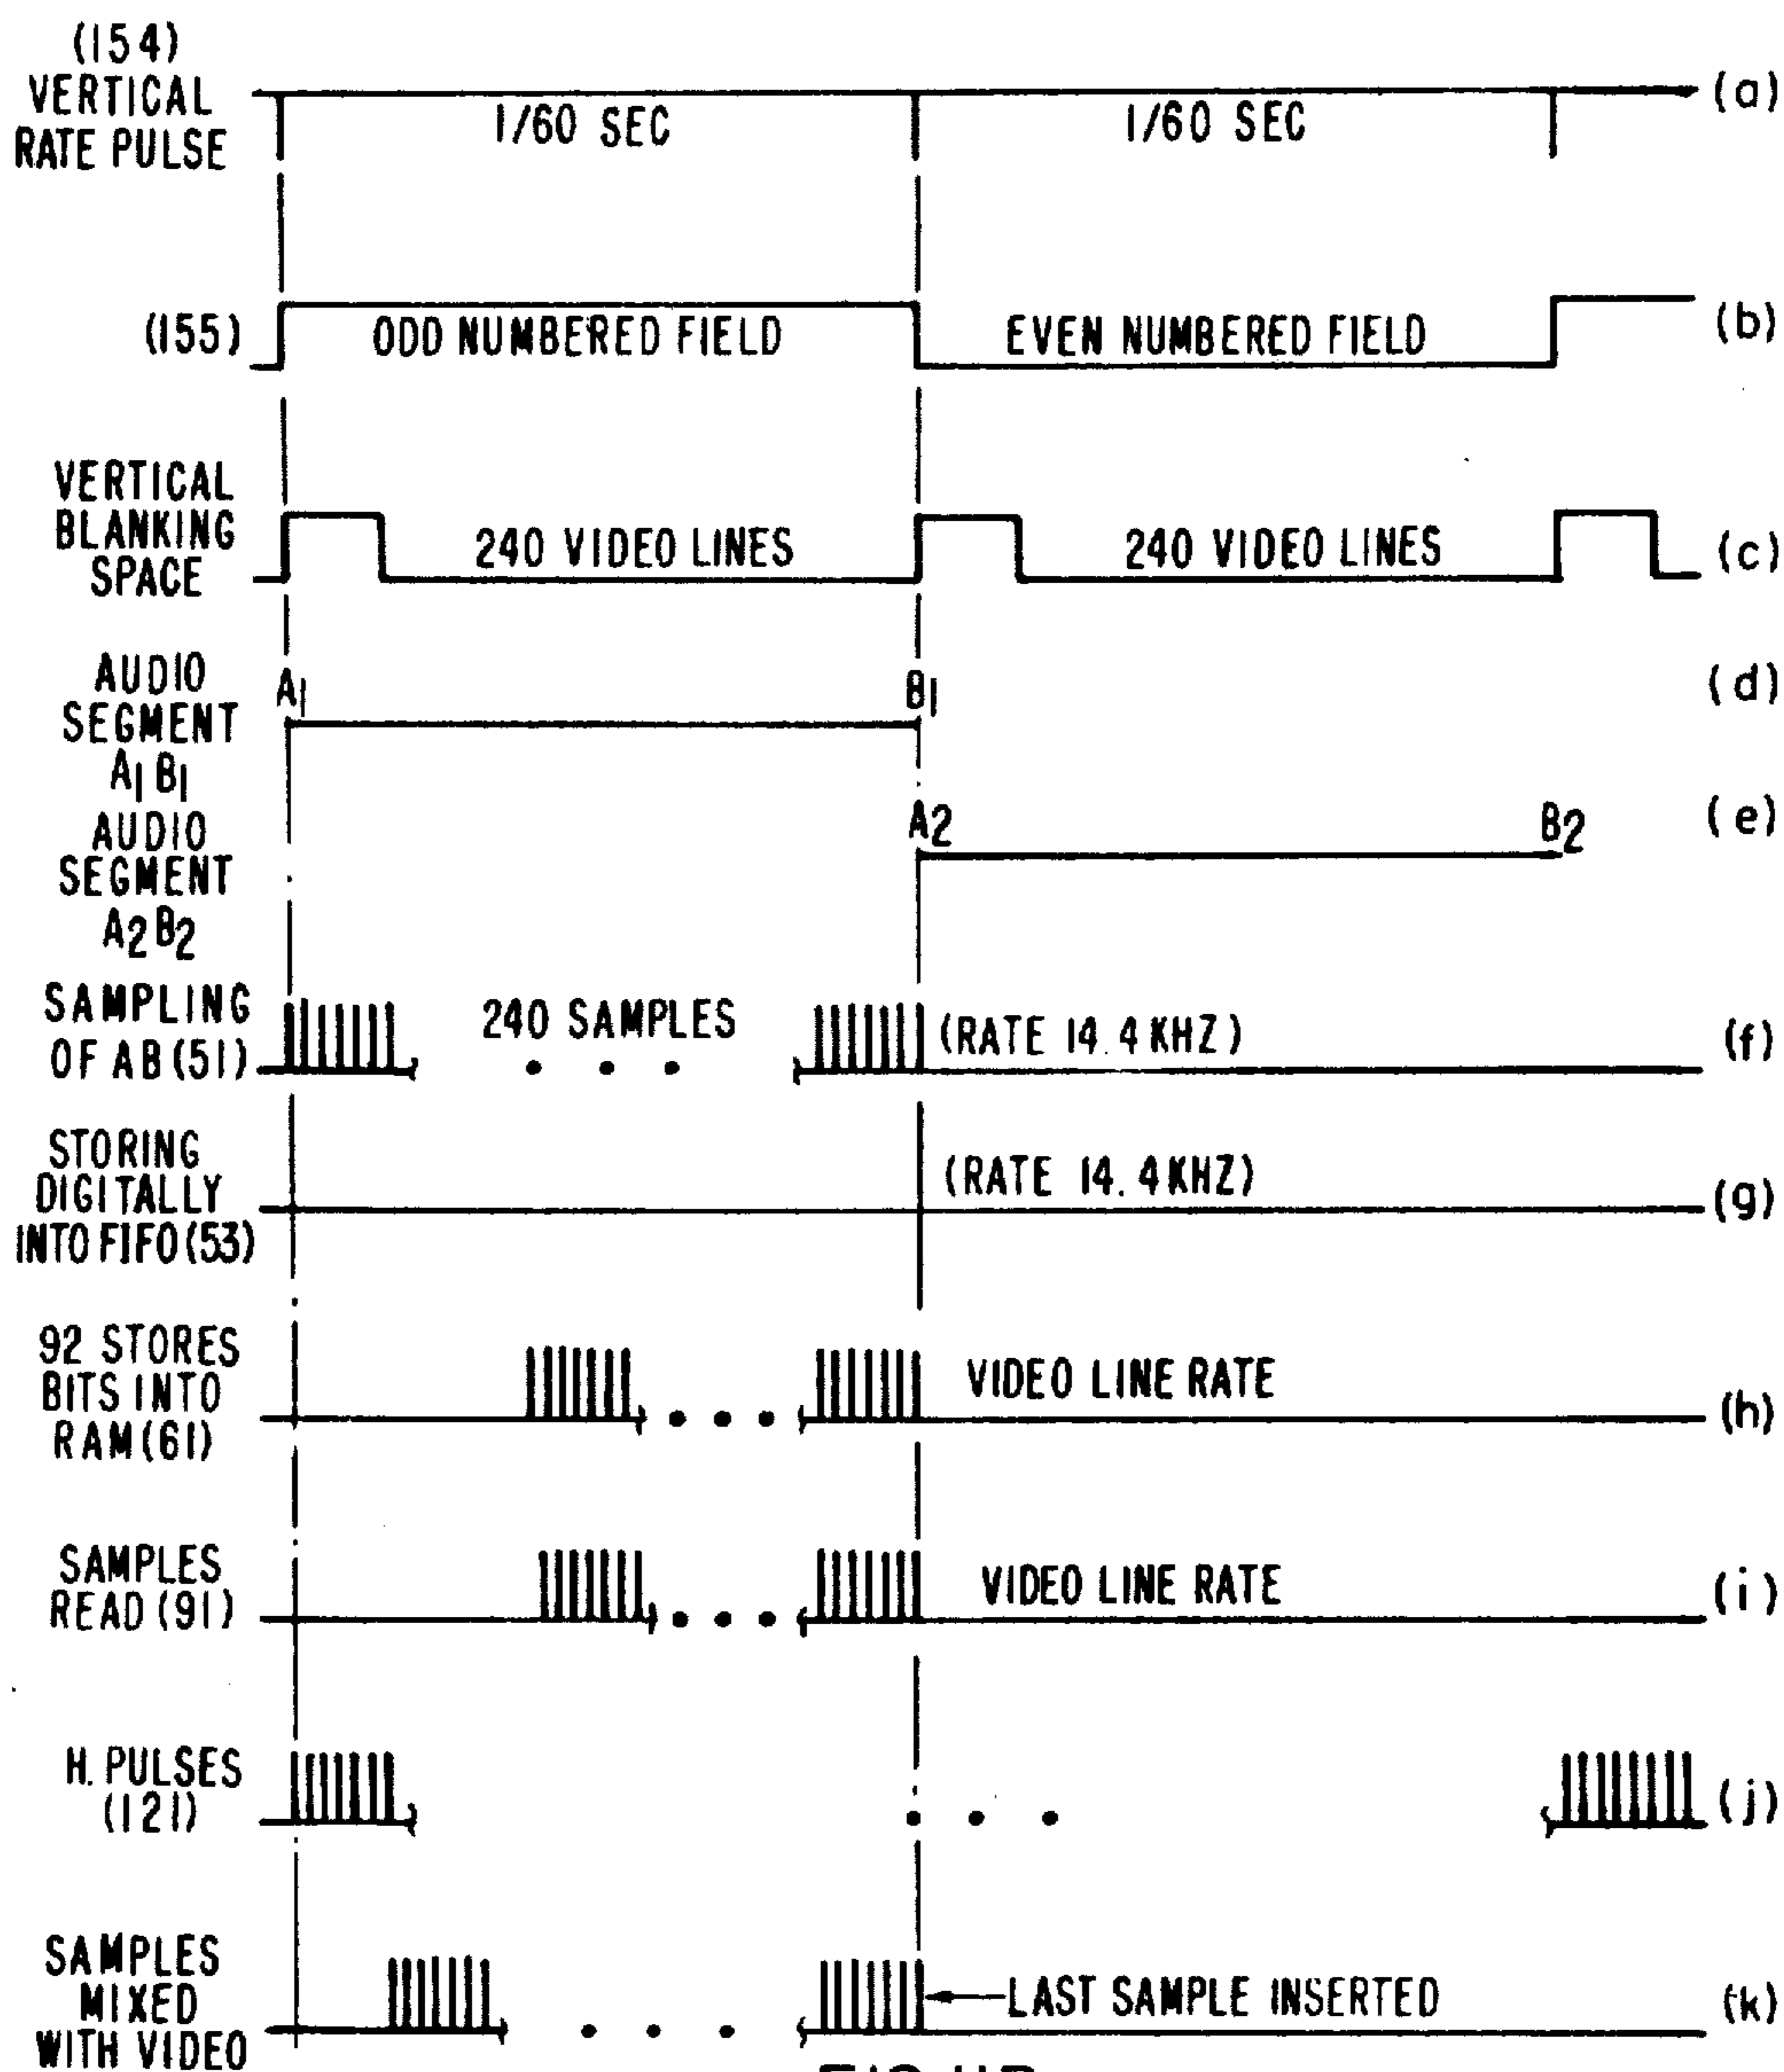 (154)
VERTICAL
RATE PULSE
1/60 SEC
1/60 SEC
(a)
(155)
ODD NUMBERED FIELD
EVEN NUMBERED FIELD
(b)
VERTICAL
BLANKING
SPACE
240 VIDEO LINES
240 VIDEO LINES
(c)
AUDIO
SEGMENT
A1 B1
A1
B1
(d)
AUDIO
SEGMENT
A2 B2
A2
B2
(e)
SAMPLING
OF AB (51)
240 SAMPLES
(RATE 14.4 KHZ)
(f)
STORING
DIGITALLY
INTO FIFO (53)
(RATE 14.4 KHZ)
(g)
92 STORES
BITS INTO
RAM (61)
VIDEO LINE RATE
(h)
SAMPLES
READ (91)
VIDEO LINE RATE
(i)
H. PULSES
(121)
(j)
SAMPLES
MIXED
WITH VIDEO
LAST SAMPLE INSERTED
(k)